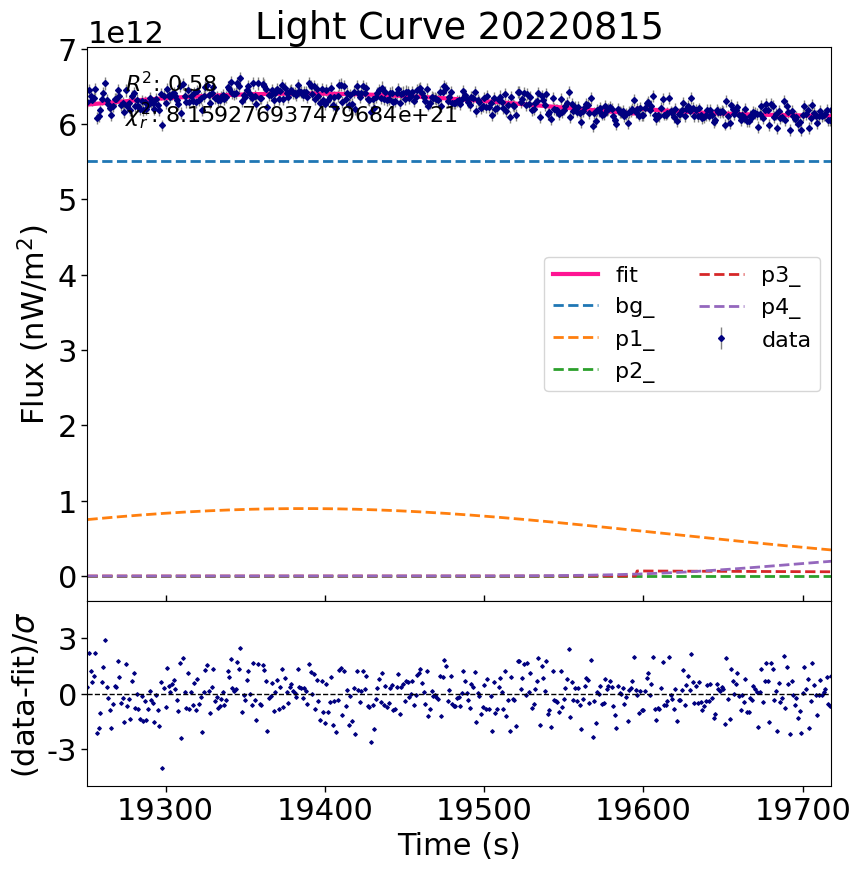 Light Curve 20220815
1e12
7
6
5
4
3
2
1
0
Flux (nW/m²)
R²: 0.58
χ²ᵣ: 8.159276937479684e+21
fit
bg_
p1_
p2_
p3_
p4_
data
3
0
-3
(data-fit)/σ
19300
19400
19500
19600
19700
Time (s)